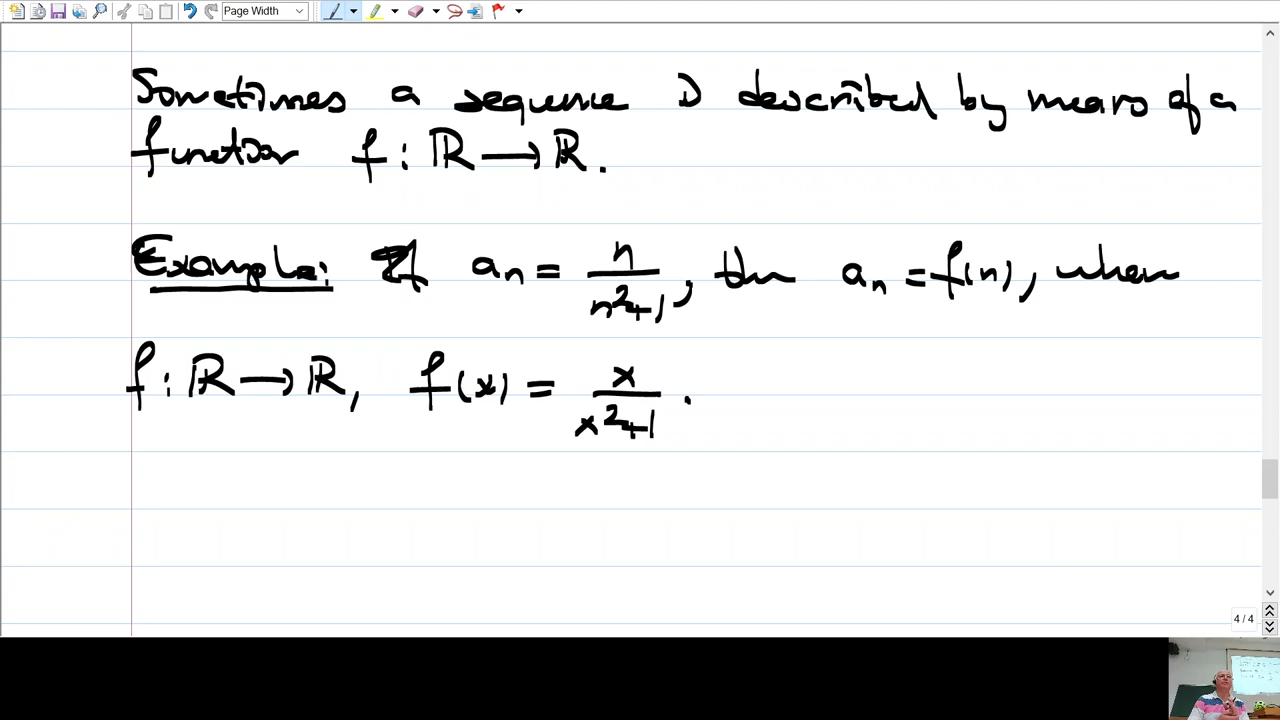 Page Width
Sometimes a sequence is described by means of a
function f : ℝ → ℝ.
Example: If aₙ = n/(n²+1), then aₙ = f(n), where
f : ℝ → ℝ, f(x) = x/(x²+1).
4 / 4